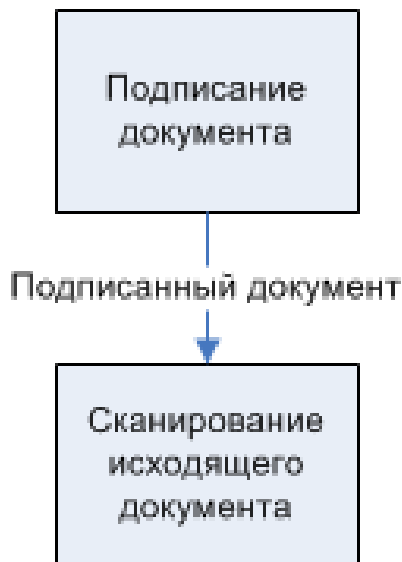 Подписание
документа
Подписанный документ
Сканирование
исходящего
документа